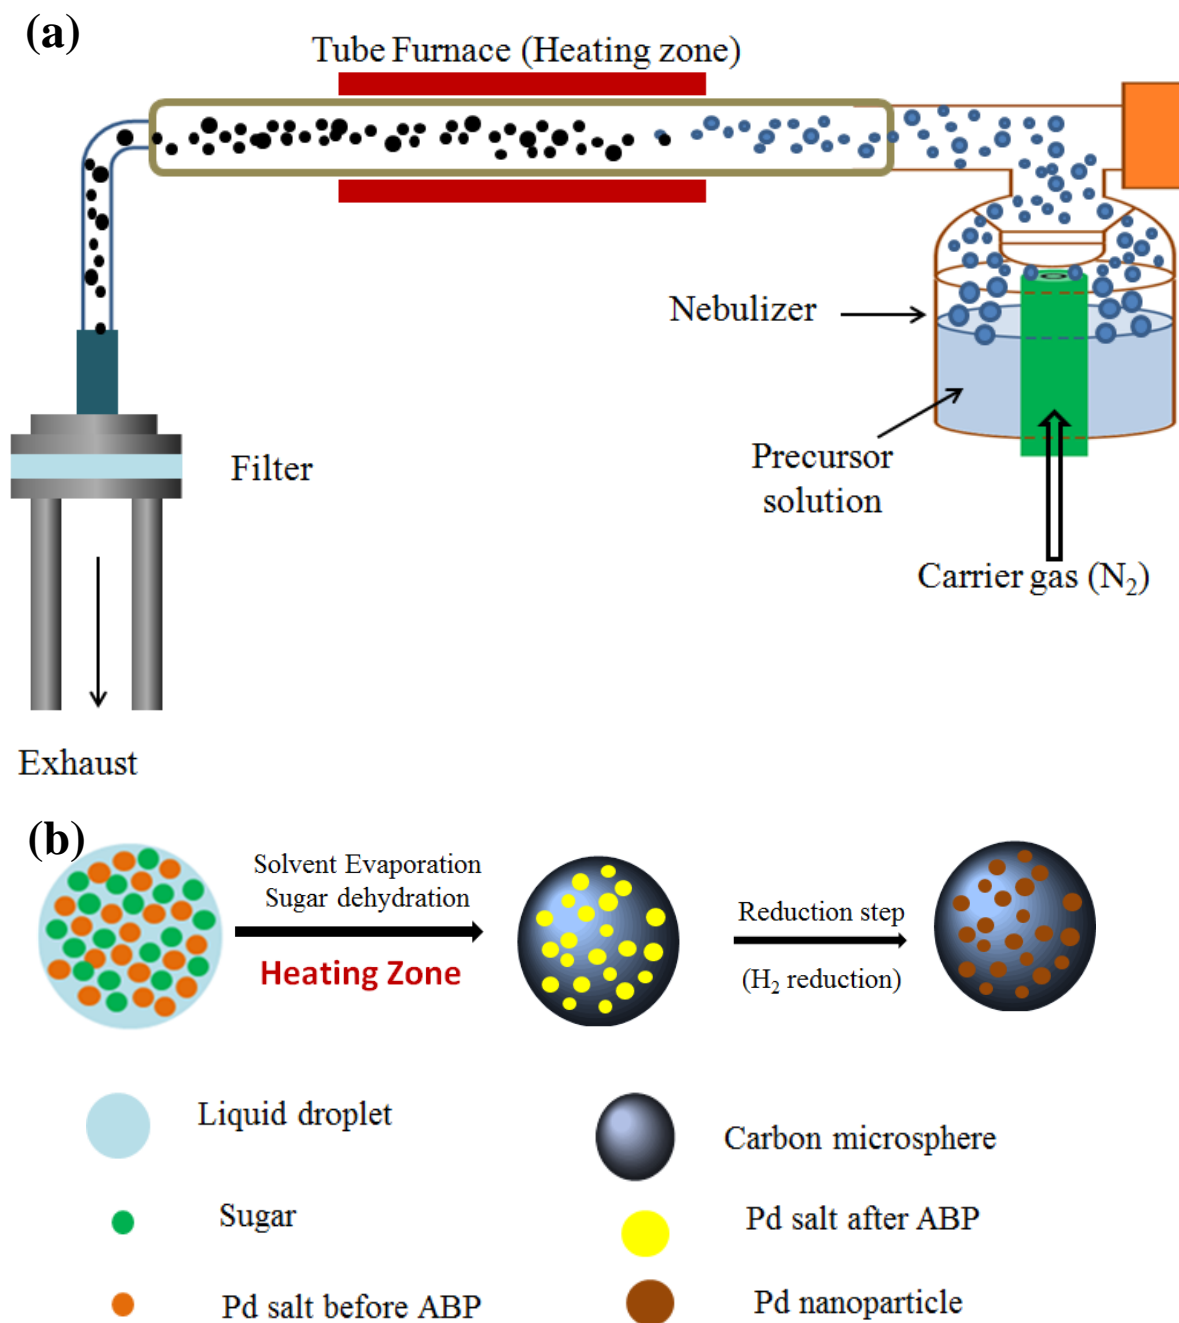 (a)
Tube Furnace (Heating zone)
Nebulizer
Filter
Precursor
solution
Carrier gas (N₂)
Exhaust
(b)
Solvent Evaporation
Sugar dehydration
Heating Zone
Reduction step
(H₂ reduction)
Liquid droplet
Carbon microsphere
Sugar
Pd salt after ABP
Pd salt before ABP
Pd nanoparticle